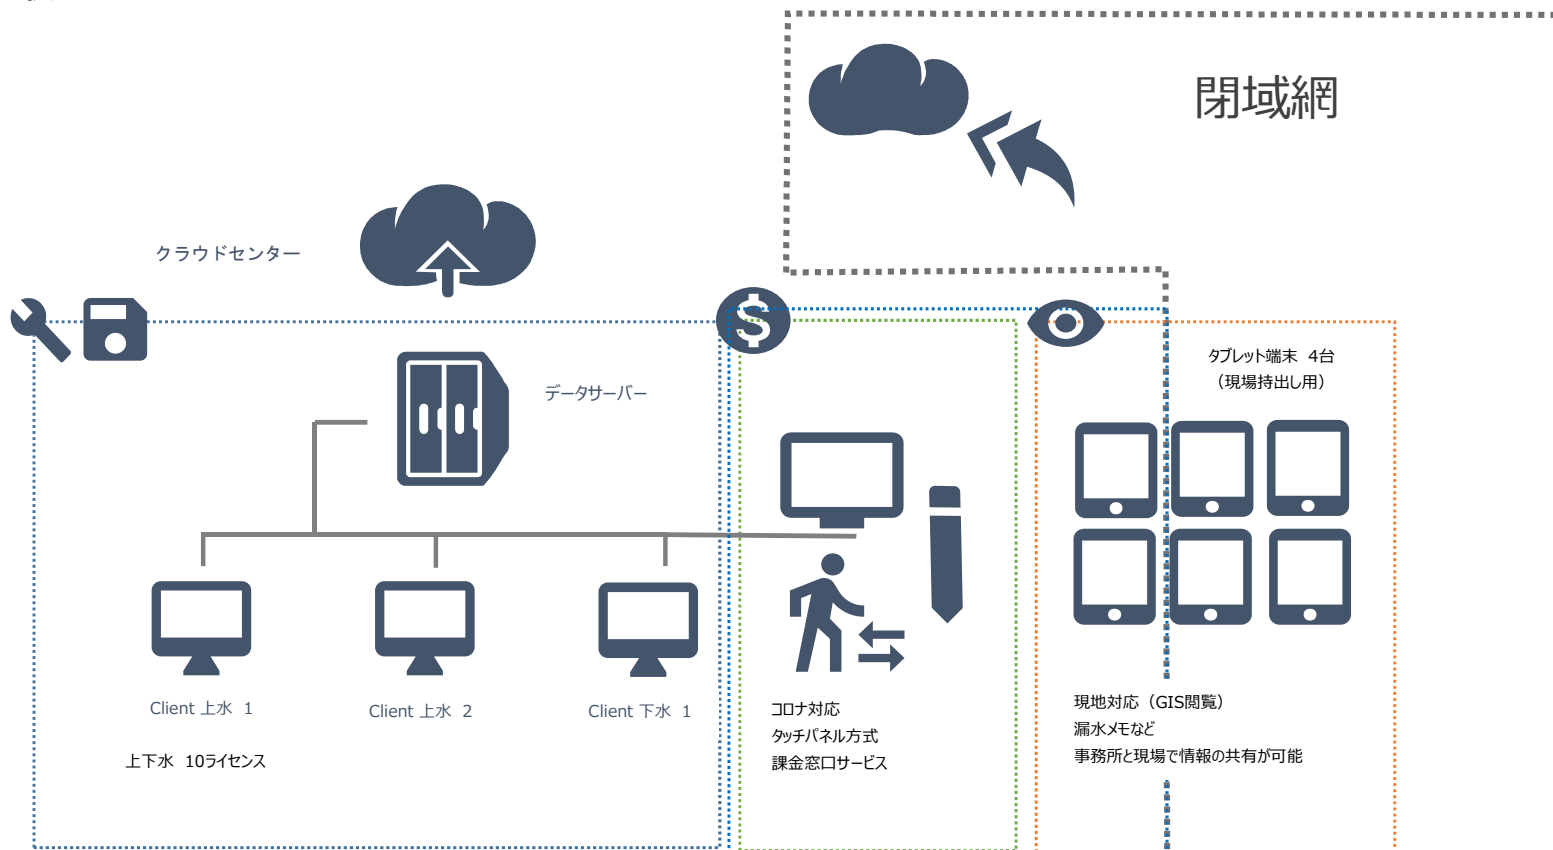 閉域網
クラウドセンター
タブレット端末 4台
（現場持出し用）
データサーバー
Client 上水 1
Client 上水 2
Client 下水 1
上下水 10ライセンス
コロナ対応
タッチパネル方式
課金窓口サービス
現地対応（GIS閲覧）
漏水メモなど
事務所と現場で情報の共有が可能